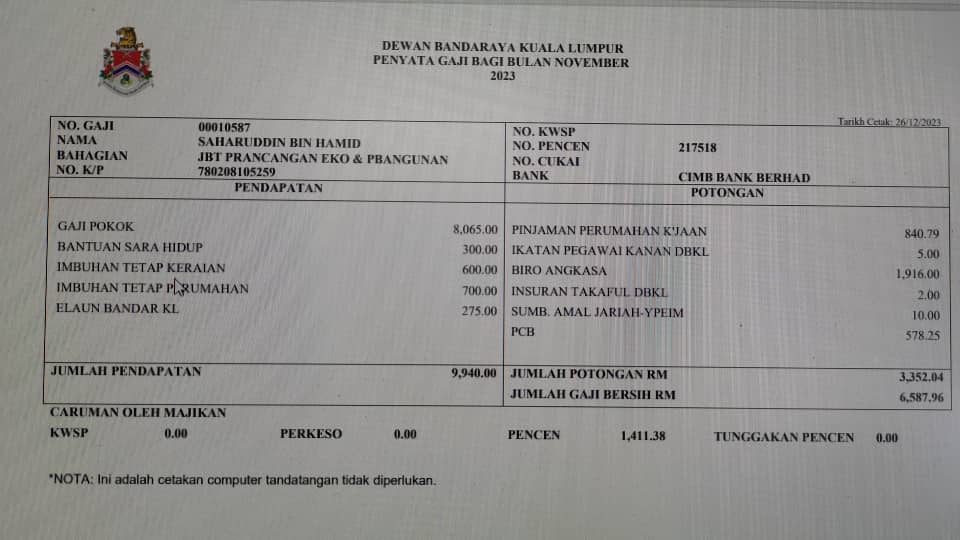 DEWAN BANDARAYA KUALA LUMPUR
PENYATA GAJI BAGI BULAN NOVEMBER
2023
Tarikh Cetak: 26/12/2023
NO. GAJI 00010587
NAMA SAHARUDDIN BIN HAMID
BAHAGIAN JBT PRANCANGAN EKO & PBANGUNAN
NO. K/P 780208105259
NO. KWSP
NO. PENCEN 217518
NO. CUKAI
BANK CIMB BANK BERHAD
PENDAPATAN
GAJI POKOK 8,065.00
BANTUAN SARA HIDUP 300.00
IMBUHAN TETAP KERAIAN 600.00
IMBUHAN TETAP PERUMAHAN 700.00
ELAUN BANDAR KL 275.00
JUMLAH PENDAPATAN 9,940.00
POTONGAN
PINJAMAN PERUMAHAN K'JAAN 840.79
IKATAN PEGAWAI KANAN DBKL 5.00
BIRO ANGKASA 1,916.00
INSURAN TAKAFUL DBKL 2.00
SUMB. AMAL JARIAH-YPEIM 10.00
PCB 578.25
JUMLAH POTONGAN RM 3,352.04
JUMLAH GAJI BERSIH RM 6,587.96
CARUMAN OLEH MAJIKAN
KWSP 0.00 PERKESO 0.00 PENCEN 1,411.38 TUNGGAKAN PENCEN 0.00
*NOTA: Ini adalah cetakan computer tandatangan tidak diperlukan.